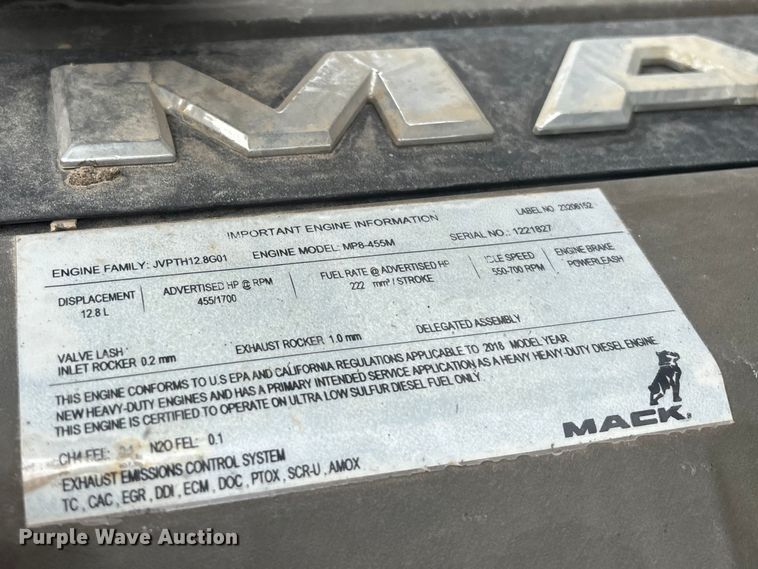 MA
LABEL NO 23206152
IMPORTANT ENGINE INFORMATION
ENGINE FAMILY: JVPTH12.8G01 ENGINE MODEL: MP8-455M SERIAL NO.: 1221827
DISPLACEMENT ADVERTISED HP @ RPM FUEL RATE @ ADVERTISED HP IDLE SPEED ENGINE BRAKE
12.8 L 455/1700 222 mm³ / STROKE 550-700 RPM POWERLEASH
VALVE LASH
INLET ROCKER 0.2 mm EXHAUST ROCKER 1.0 mm DELEGATED ASSEMBLY
THIS ENGINE CONFORMS TO U.S EPA AND CALIFORNIA REGULATIONS APPLICABLE TO 2018 MODEL YEAR
NEW HEAVY-DUTY ENGINES AND HAS A PRIMARY INTENDED SERVICE APPLICATION AS A HEAVY HEAVY-DUTY DIESEL ENGINE.
THIS ENGINE IS CERTIFIED TO OPERATE ON ULTRA LOW SULFUR DIESEL FUEL ONLY.
CH4 FEL: N2O FEL: 0.1
EXHAUST EMISSIONS CONTROL SYSTEM
TC , CAC , EGR , DDI , ECM , DOC , PTOX , SCR-U , AMOX
MACK.
Purple Wave Auction